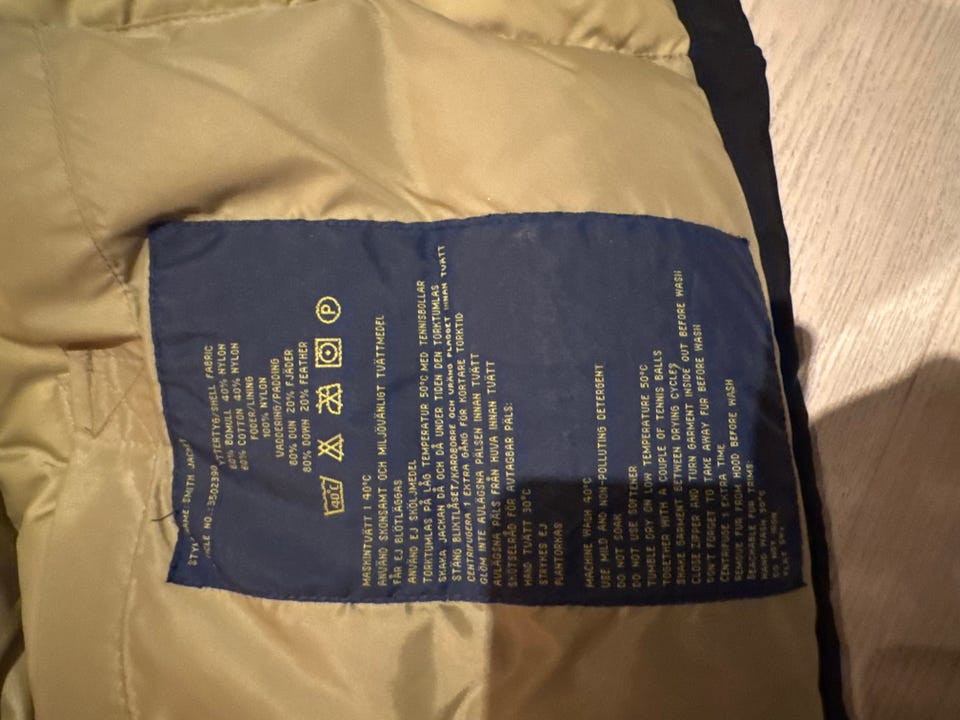 NAME SMITH JACKET
NO.: 3502390
YTTERTYG/SHELL FABRIC
60% BOMULL 40% NYLON
60% COTTON 40% NYLON
FODER/LINING
100% NYLON
VADDERING/PADDING
80% DUN 20% FJÄDER
80% DOWN 20% FEATHER
40°C P
MASKINTVÄTT I 40°C
ANVÄND SKONSAMT OCH MILJÖVÄNLIGT TVÄTTMEDEL
FÅR EJ BLÖTLÄGGAS
ANVÄND EJ SKÖLJMEDEL
TORKTUMLAS PÅ LÅG TEMPERATUR 50°C MED TENNISBOLLAR
SKAKA JACKAN DÅ OCH DÅ UNDER TIDEN DEN TORKTUMLAS
STÄNG BLIXTLÅSET/KARDBORRE OCH VRÄNG PLAGGET INNAN TVÄTT
CENTRIFUGERA 1 EXTRA GÅNG FÖR KORTARE TORKTID
GLÖM INTE AVLÄGSNA PÄLSEN INNAN TVÄTT
AVLÄGSNA PÄLS FRÅN HUVA INNAN TVÄTT
SKÖTSELRÅD FÖR AVTAGBAR PÄLS:
HAND TVÄTT 30°C
STRYKES EJ
PLANTORKAS
MACHINE WASH 40°C
USE MILD AND NON-POLLUTING DETERGENT
DO NOT SOAK
DO NOT USE SOFTENER
TUMBLE DRY ON LOW TEMPERATURE 50°C
TOGETHER WITH A COUPLE OF TENNIS BALLS
SHAKE GARMENT BETWEEN DRYING CYCLES
CLOSE ZIPPER AND TURN GARMENT INSIDE OUT BEFORE WASH
DON'T FORGET TO TAKE AWAY FUR BEFORE WASH
CENTRIFUGE 1 EXTRA TIME
REMOVE FUR FROM HOOD BEFORE WASH
FUR TRIMS:
HAND WASH 30°C
DO NOT IRON